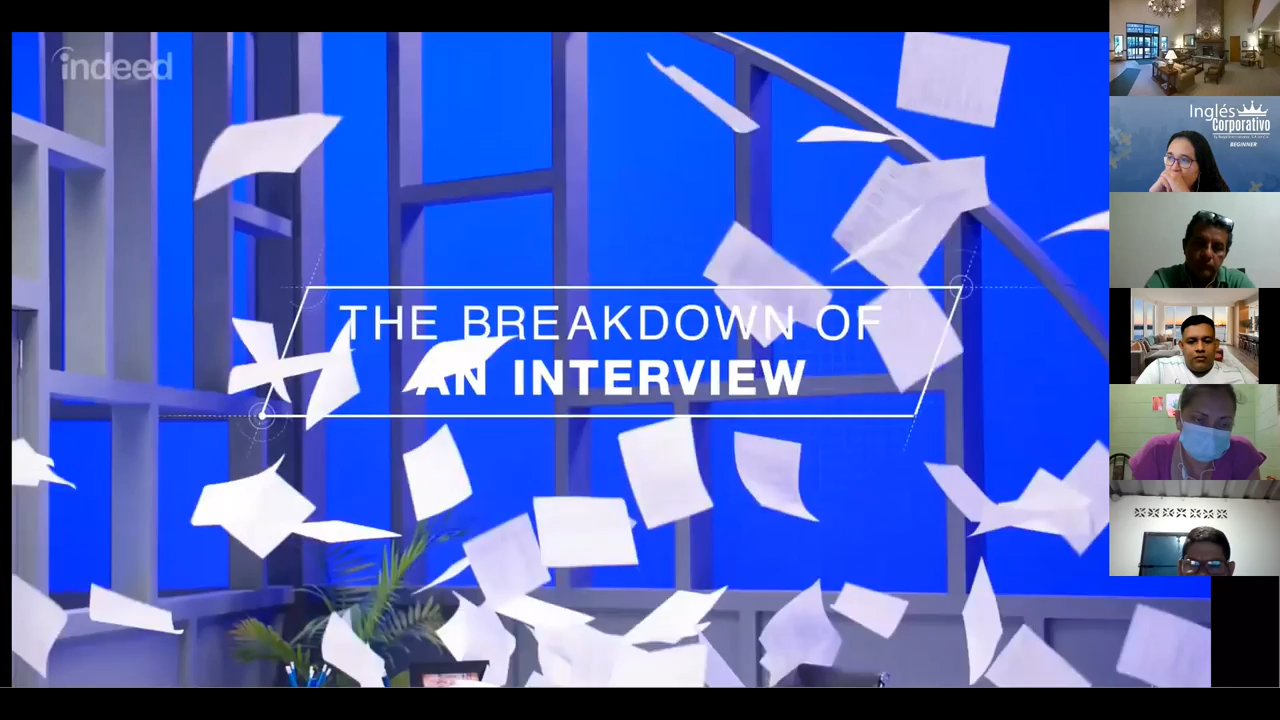 indeed
THE BREAKDOWN OF
AN INTERVIEW
Inglés
Corporativo
BEGINNER